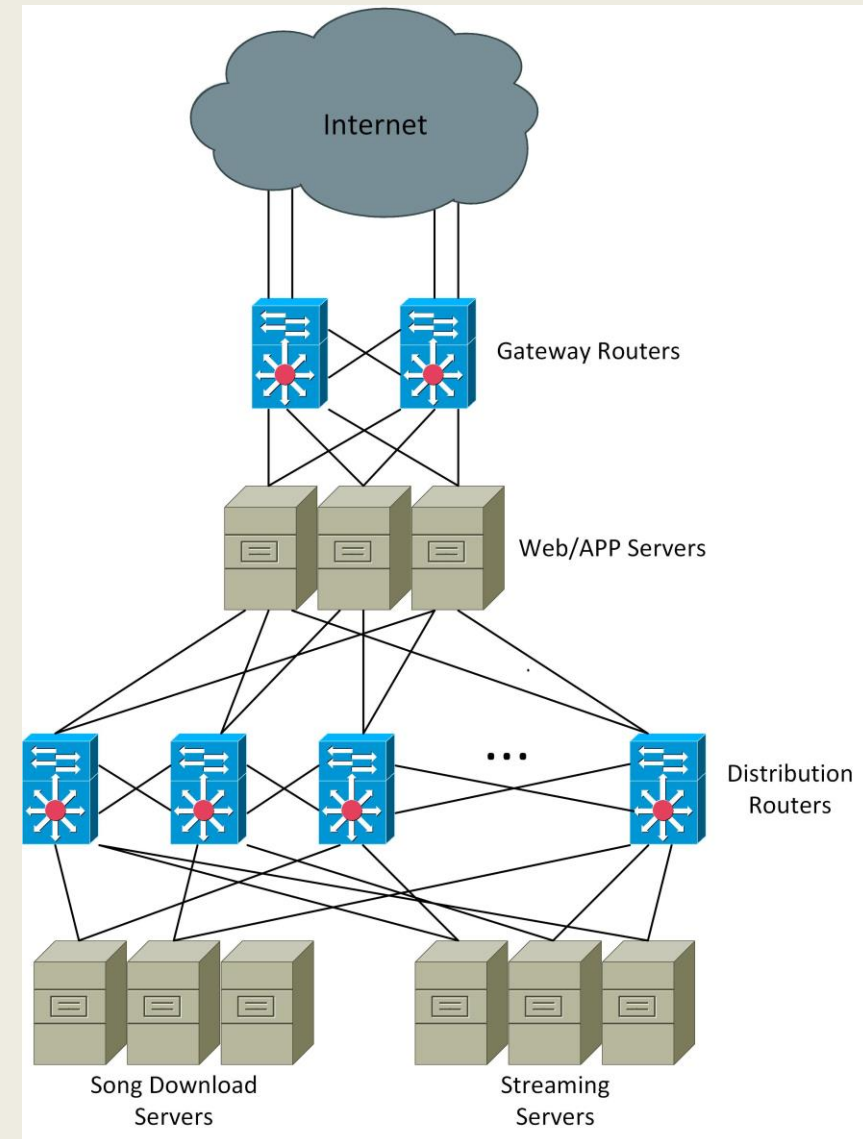 Internet
Gateway Routers
Web/APP Servers
...
Distribution
Routers
Song Download
Servers
Streaming
Servers